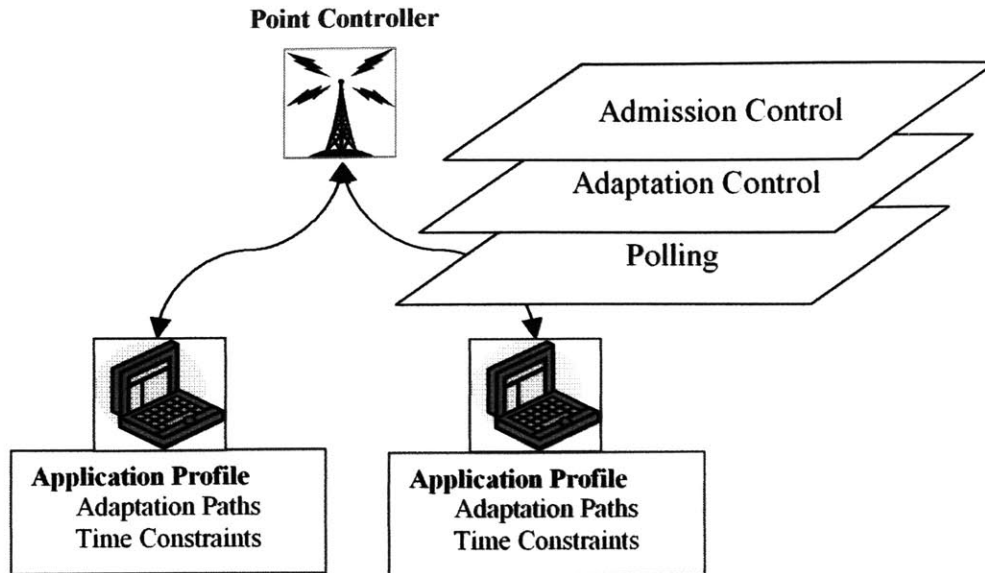 Point Controller
Admission Control
Adaptation Control
Polling
Application Profile
Adaptation Paths
Time Constraints
Application Profile
Adaptation Paths
Time Constraints